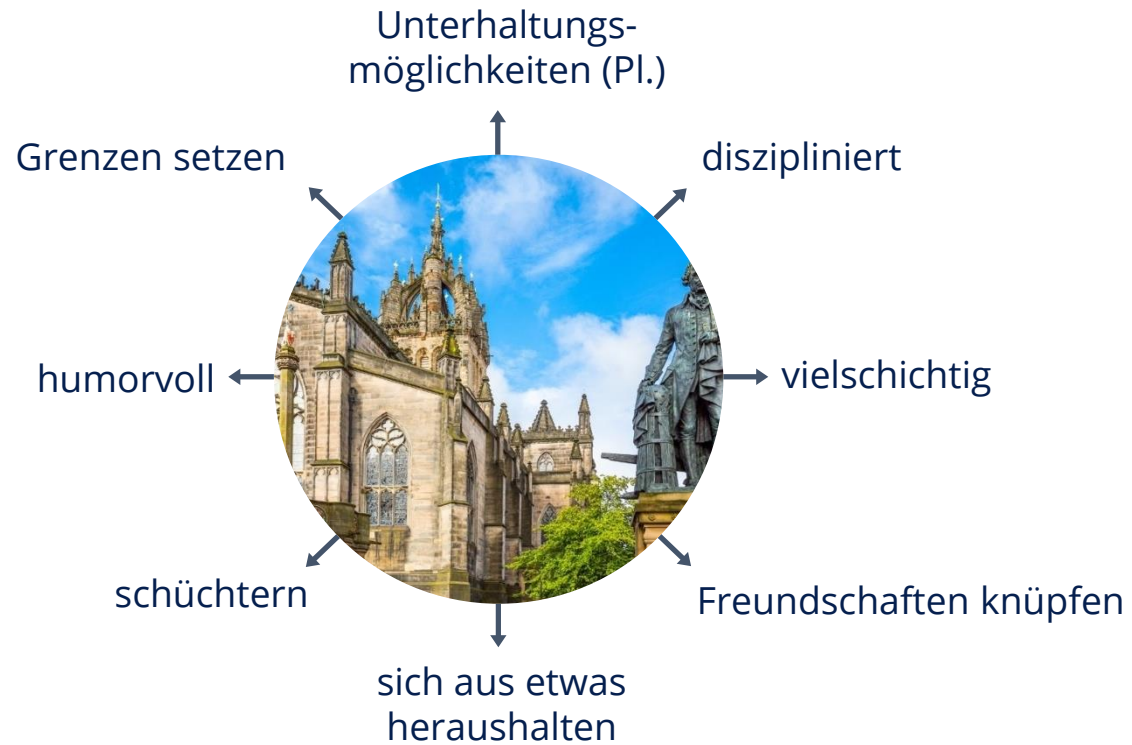 Unterhaltungs-
möglichkeiten (Pl.)
Grenzen setzen
diszipliniert
humorvoll
vielschichtig
schüchtern
Freundschaften knüpfen
sich aus etwas
heraushalten